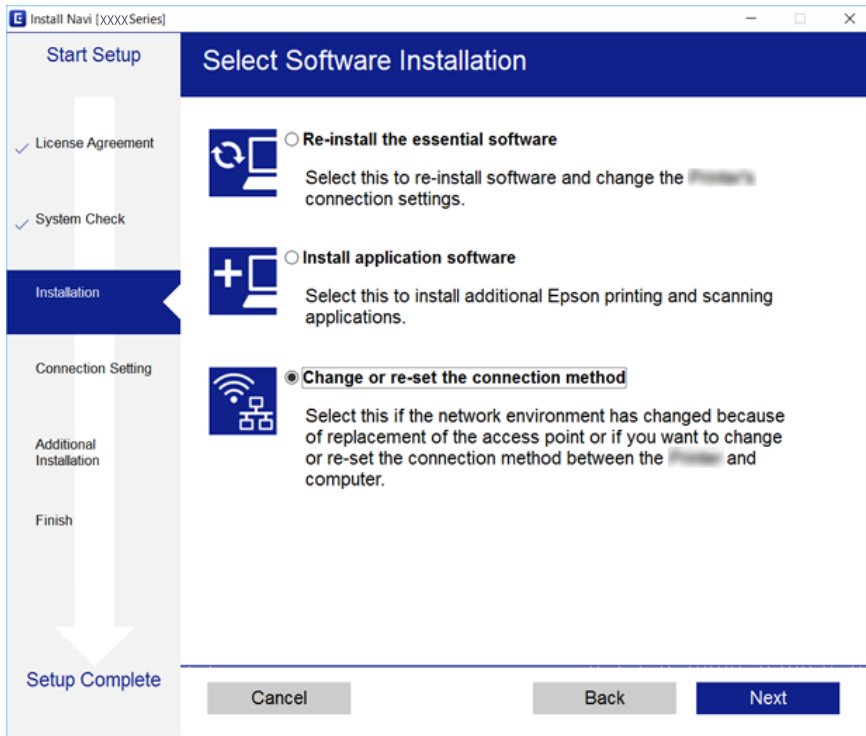 Install Navi [XXXX Series]
Start Setup
License Agreement
System Check
Installation
Connection Setting
Additional
Installation
Finish
Setup Complete
Select Software Installation
Re-install the essential software
Select this to re-install software and change the
connection settings.
Install application software
Select this to install additional Epson printing and scanning
applications.
Change or re-set the connection method
Select this if the network environment has changed because
of replacement of the access point or if you want to change
or re-set the connection method between the and
computer.
Cancel
Back
Next